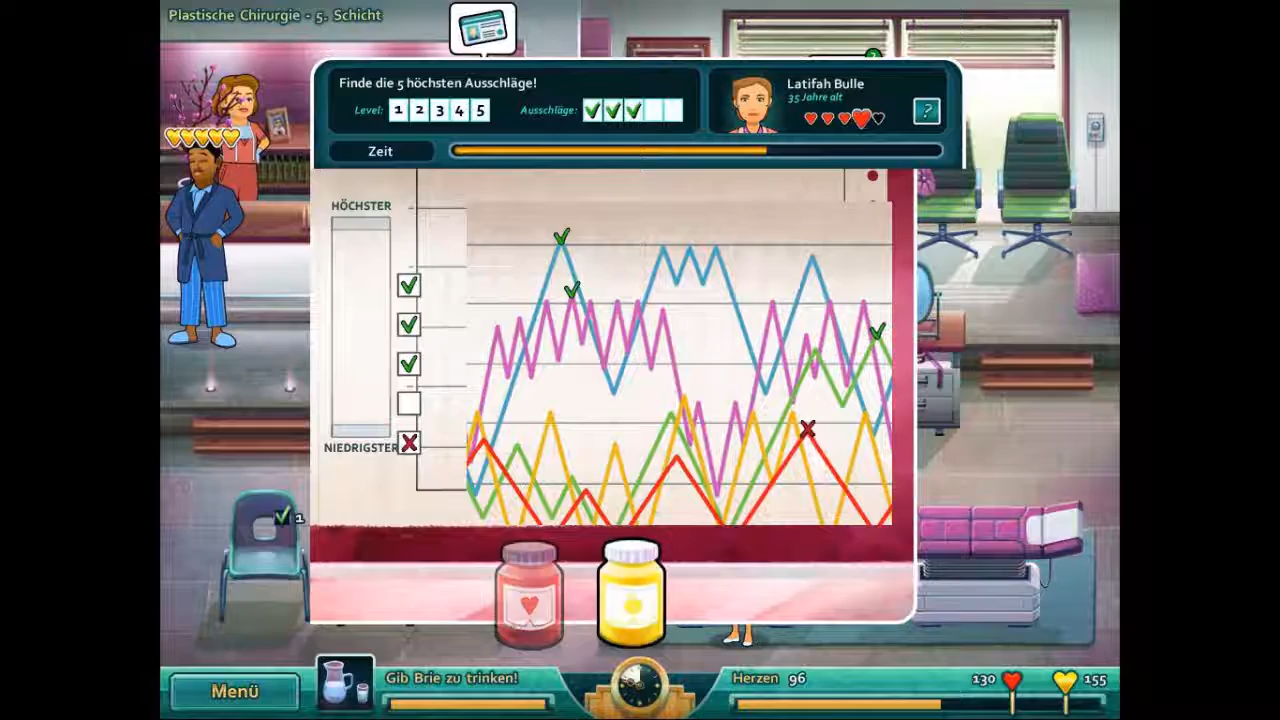 Plastische Chirurgie - 5. Schicht
Finde die 5 höchsten Ausschläge!
Level: 1 2 3 4 5
Ausschläge:
Latifah Bulle
35 Jahre alt
?
Zeit
HÖCHSTER
NIEDRIGSTER
1
Menü
Gib Brie zu trinken!
Herzen 96
130
155